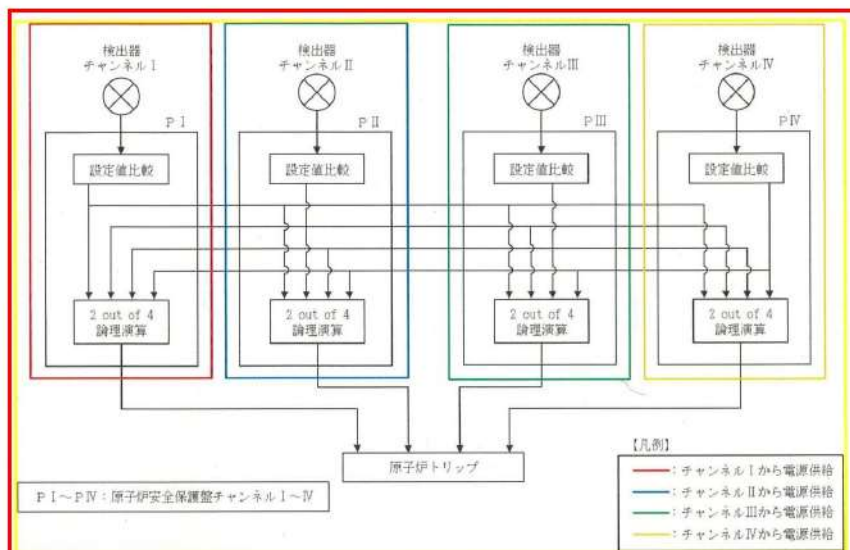 検出器
チャンネルⅠ
検出器
チャンネルⅡ
検出器
チャンネルⅢ
検出器
チャンネルⅣ
PⅠ
PⅡ
PⅢ
PⅣ
設定値比較
設定値比較
設定値比較
設定値比較
2 out of 4
論理演算
2 out of 4
論理演算
2 out of 4
論理演算
2 out of 4
論理演算
原子炉トリップ
PⅠ～PⅣ：原子炉安全保護盤チャンネルⅠ～Ⅳ
【凡例】
：チャンネルⅠから電源供給
：チャンネルⅡから電源供給
：チャンネルⅢから電源供給
：チャンネルⅣから電源供給